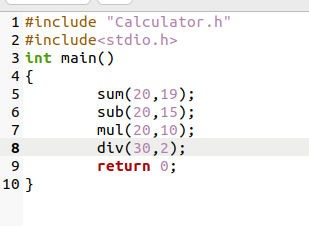 1 #include "Calculator.h"
2 #include<stdio.h>
3 int main()
4 {
5 sum(20,19);
6 sub(20,15);
7 mul(20,10);
8 div(30,2);
9 return 0;
10 }